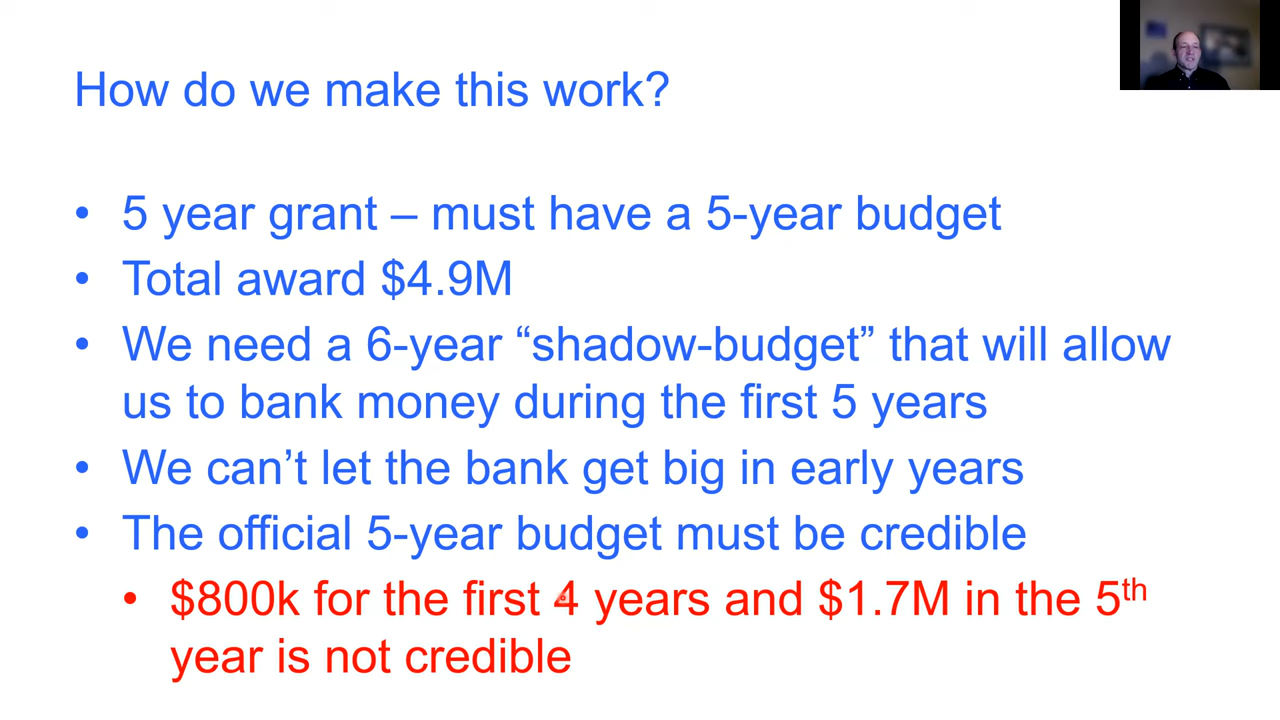 How do we make this work?
• 5 year grant – must have a 5-year budget
• Total award $4.9M
• We need a 6-year “shadow-budget” that will allow
us to bank money during the first 5 years
• We can’t let the bank get big in early years
• The official 5-year budget must be credible
• $800k for the first 4 years and $1.7M in the 5th
year is not credible